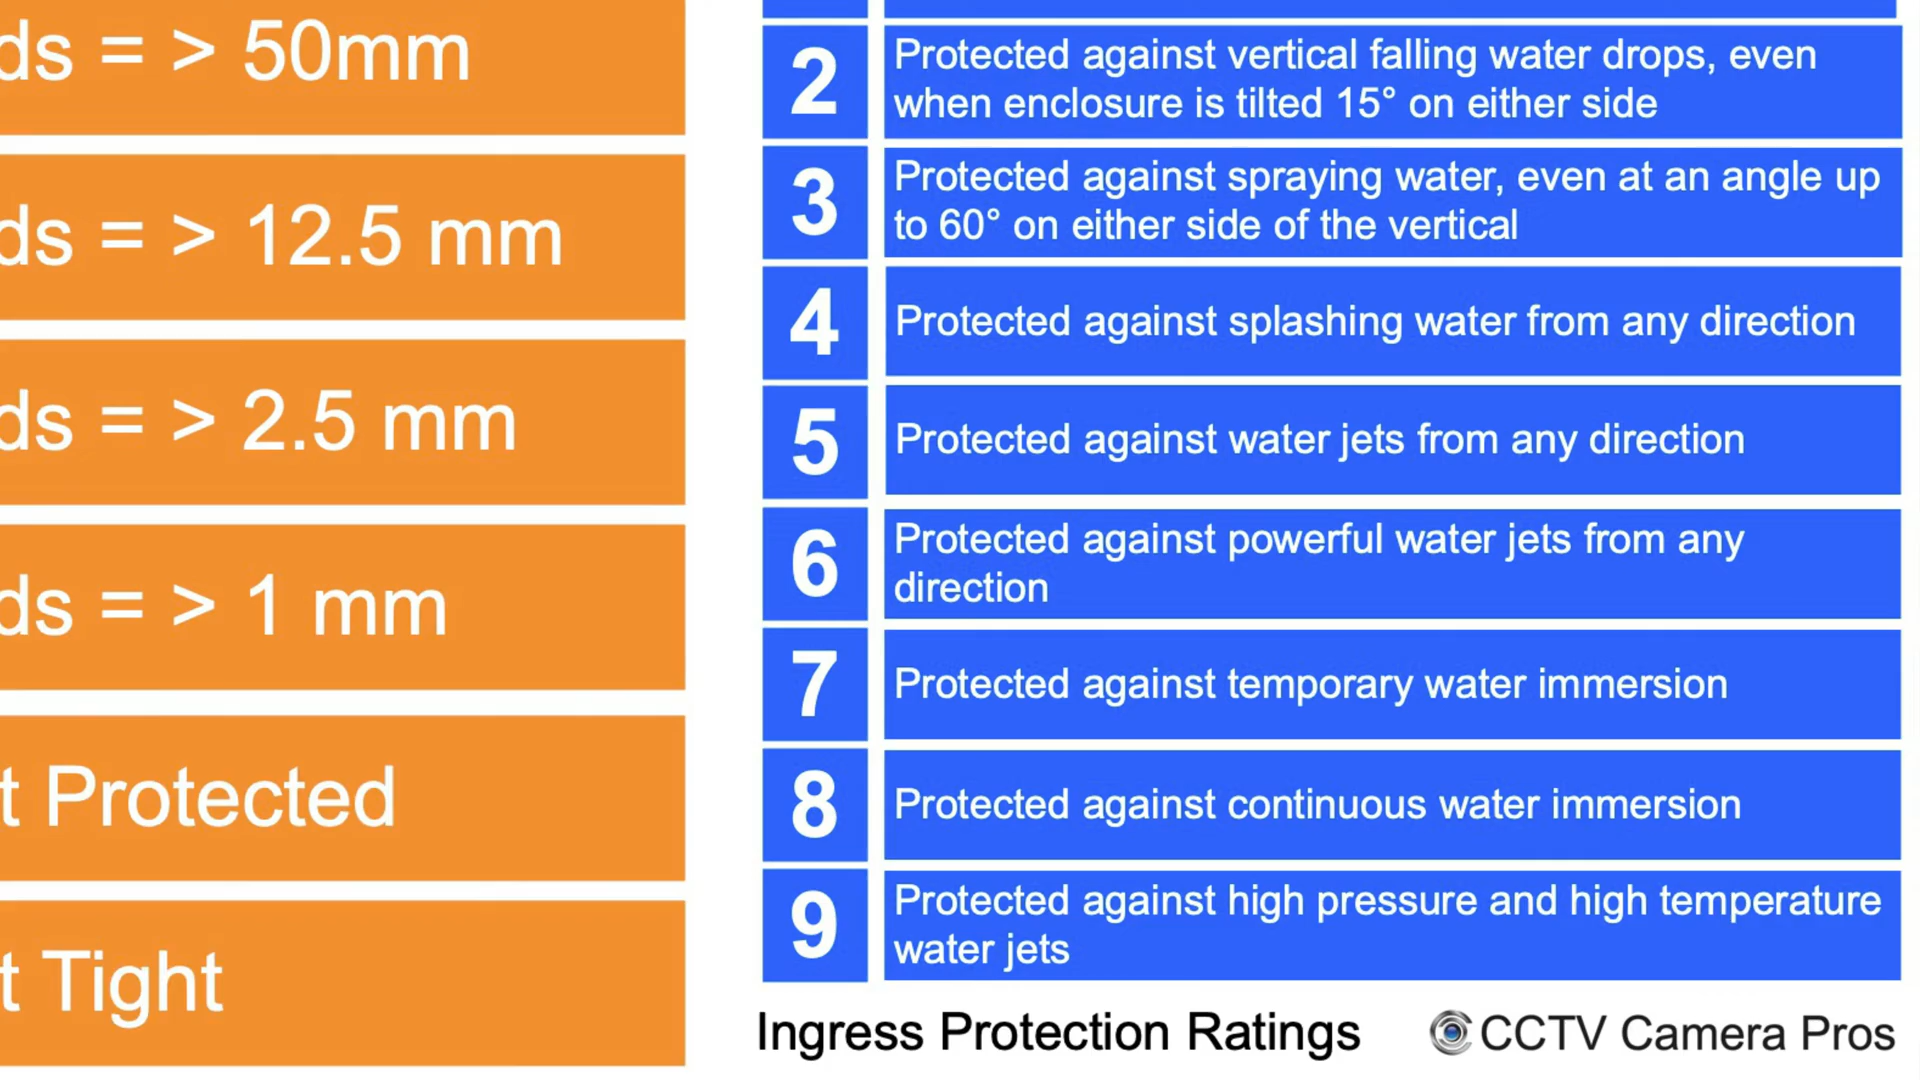 ds = > 50mm
ds = > 12.5 mm
ds = > 2.5 mm
ds = > 1 mm
t Protected
t Tight
2
Protected against vertical falling water drops, even
when enclosure is tilted 15° on either side
3
Protected against spraying water, even at an angle up
to 60° on either side of the vertical
4
Protected against splashing water from any direction
5
Protected against water jets from any direction
6
Protected against powerful water jets from any
direction
7
Protected against temporary water immersion
8
Protected against continuous water immersion
9
Protected against high pressure and high temperature
water jets
Ingress Protection Ratings
CCTV Camera Pros